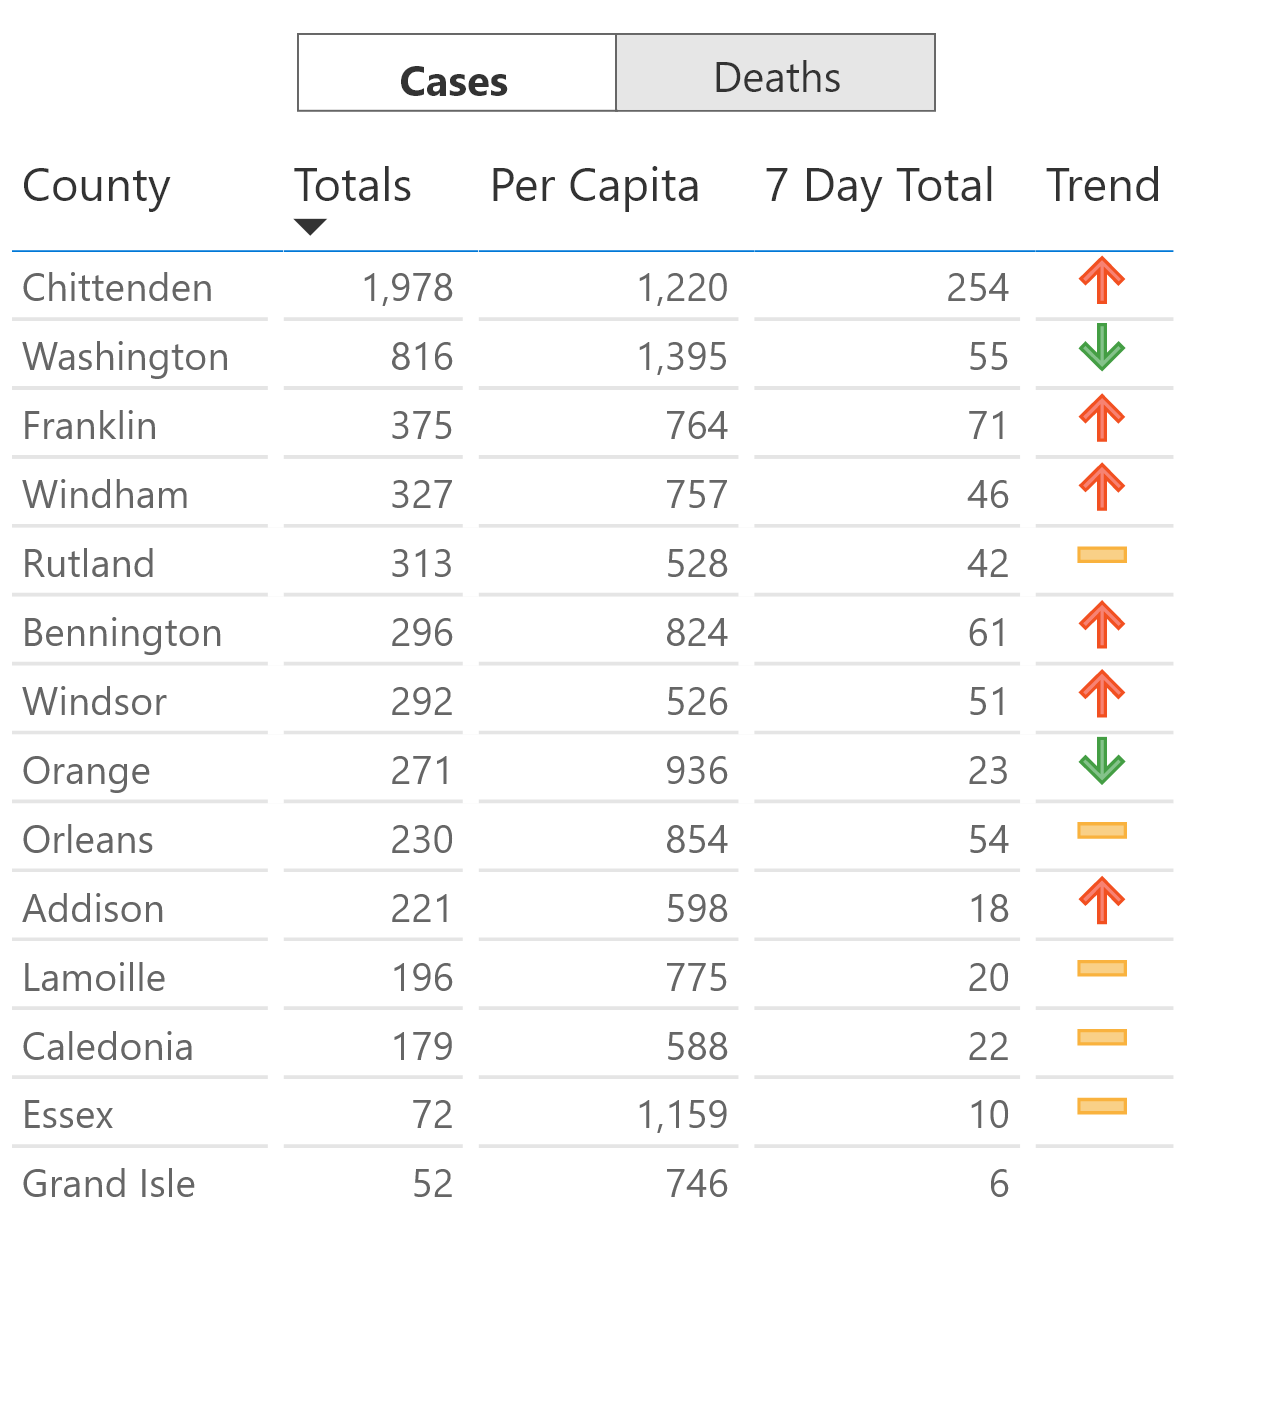 Cases Deaths
County Totals Per Capita 7 Day Total Trend
Chittenden 1,978 1,220 254
Washington 816 1,395 55
Franklin 375 764 71
Windham 327 757 46
Rutland 313 528 42
Bennington 296 824 61
Windsor 292 526 51
Orange 271 936 23
Orleans 230 854 54
Addison 221 598 18
Lamoille 196 775 20
Caledonia 179 588 22
Essex 72 1,159 10
Grand Isle 52 746 6